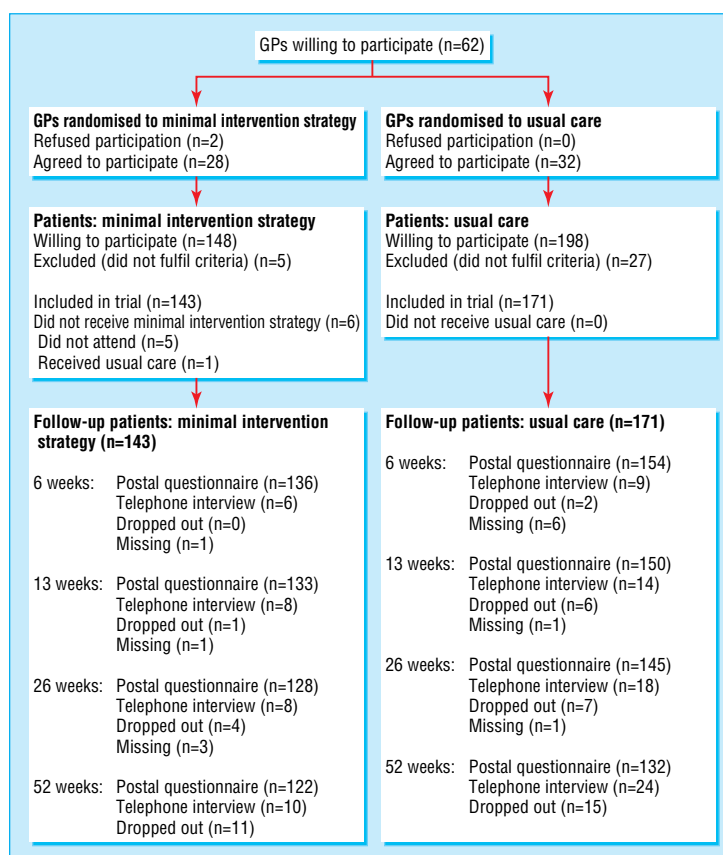 GPs willing to participate (n=62)
GPs randomised to minimal intervention strategy
Refused participation (n=2)
Agreed to participate (n=28)
GPs randomised to usual care
Refused participation (n=0)
Agreed to participate (n=32)
Patients: minimal intervention strategy
Willing to participate (n=148)
Excluded (did not fulfil criteria) (n=5)
Included in trial (n=143)
Did not receive minimal intervention strategy (n=6)
Did not attend (n=5)
Received usual care (n=1)
Patients: usual care
Willing to participate (n=198)
Excluded (did not fulfil criteria) (n=27)
Included in trial (n=171)
Did not receive usual care (n=0)
Follow-up patients: minimal intervention
strategy (n=143)
6 weeks: Postal questionnaire (n=136)
Telephone interview (n=6)
Dropped out (n=0)
Missing (n=1)
13 weeks: Postal questionnaire (n=133)
Telephone interview (n=8)
Dropped out (n=1)
Missing (n=1)
26 weeks: Postal questionnaire (n=128)
Telephone interview (n=8)
Dropped out (n=4)
Missing (n=3)
52 weeks: Postal questionnaire (n=122)
Telephone interview (n=10)
Dropped out (n=11)
Follow-up patients: usual care (n=171)
6 weeks: Postal questionnaire (n=154)
Telephone interview (n=9)
Dropped out (n=2)
Missing (n=6)
13 weeks: Postal questionnaire (n=150)
Telephone interview (n=14)
Dropped out (n=6)
Missing (n=1)
26 weeks: Postal questionnaire (n=145)
Telephone interview (n=18)
Dropped out (n=7)
Missing (n=1)
52 weeks: Postal questionnaire (n=132)
Telephone interview (n=24)
Dropped out (n=15)